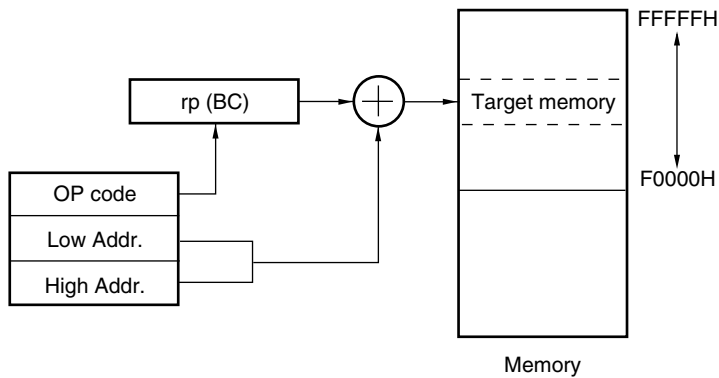 FFFFFH
rp (BC)
Target memory
OP code
F0000H
Low Addr.
High Addr.
Memory